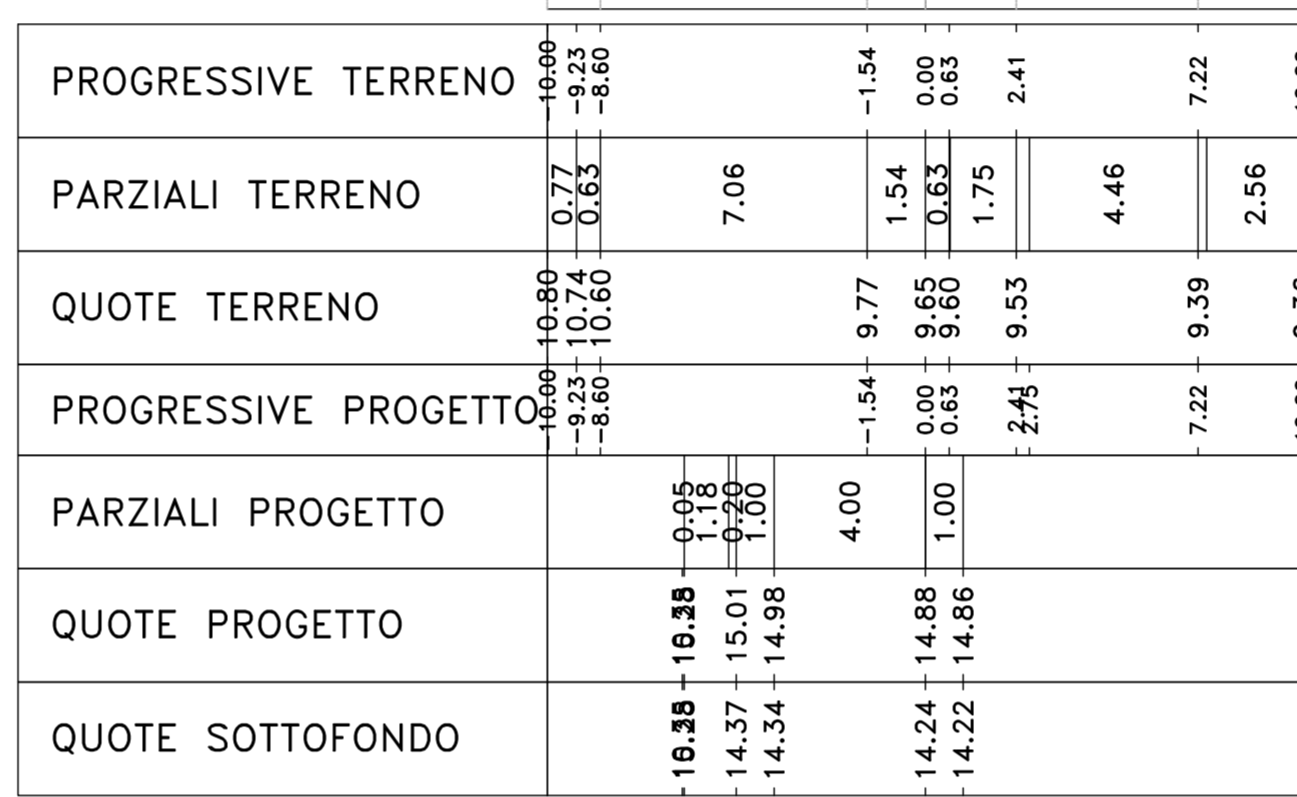 PROGRESSIVE TERRENO -10.00 -9.23 -8.60 -1.54 0.00 0.63 2.41 7.22
PARZIALI TERRENO 0.77 0.63 7.06 1.54 0.63 1.75 4.46 2.56
QUOTE TERRENO 10.80 10.74 10.60 9.77 9.65 9.60 9.53 9.39
PROGRESSIVE PROGETTO -10.00 -9.23 -8.60 -1.54 0.00 0.63 2.41 2.75 7.22
PARZIALI PROGETTO 0.05 1.18 0.20 1.00 4.00 1.00
QUOTE PROGETTO 15.01 14.98 14.88 14.86
QUOTE SOTTOFONDO 14.37 14.34 14.24 14.22